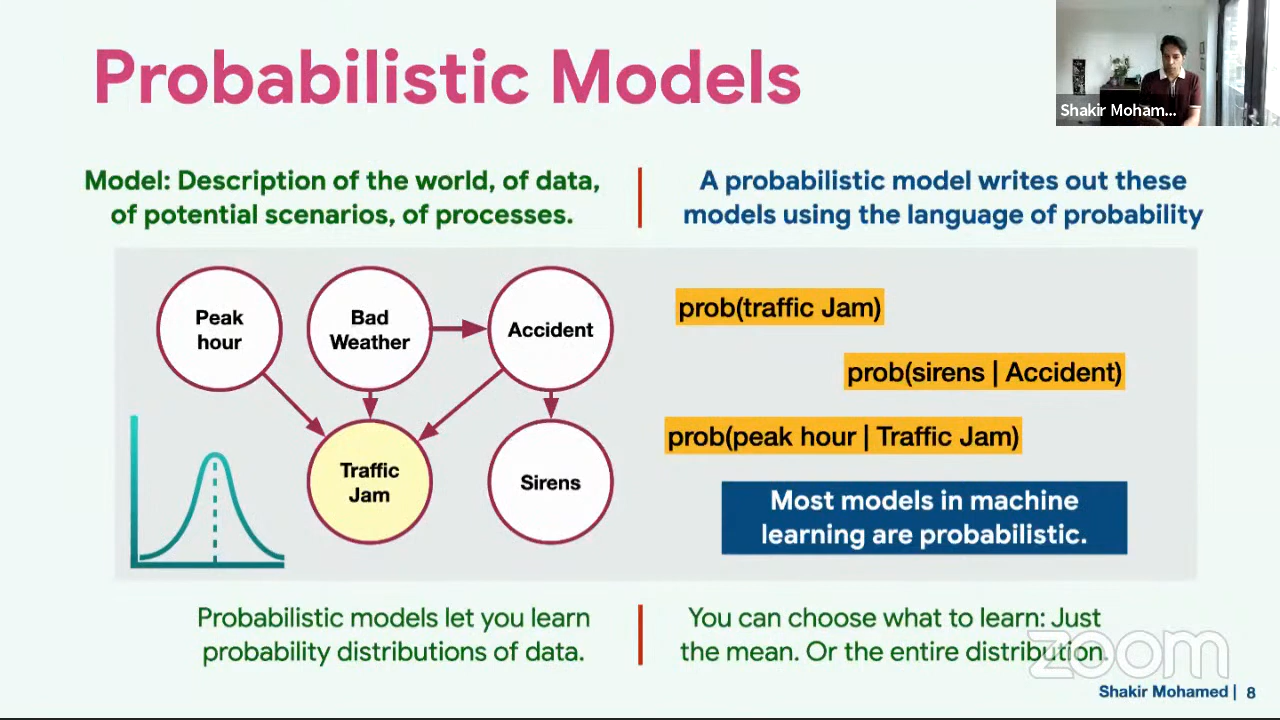 Probabilistic Models
Shakir Moham...
Model: Description of the world, of data,
of potential scenarios, of processes.
A probabilistic model writes out these
models using the language of probability
Peak
hour
Bad
Weather
Accident
Traffic
Jam
Sirens
prob(traffic Jam)
prob(sirens | Accident)
prob(peak hour | Traffic Jam)
Most models in machine
learning are probabilistic.
Probabilistic models let you learn
probability distributions of data.
You can choose what to learn: Just
the mean. Or the entire distribution.
zoom
Shakir Mohamed | 8